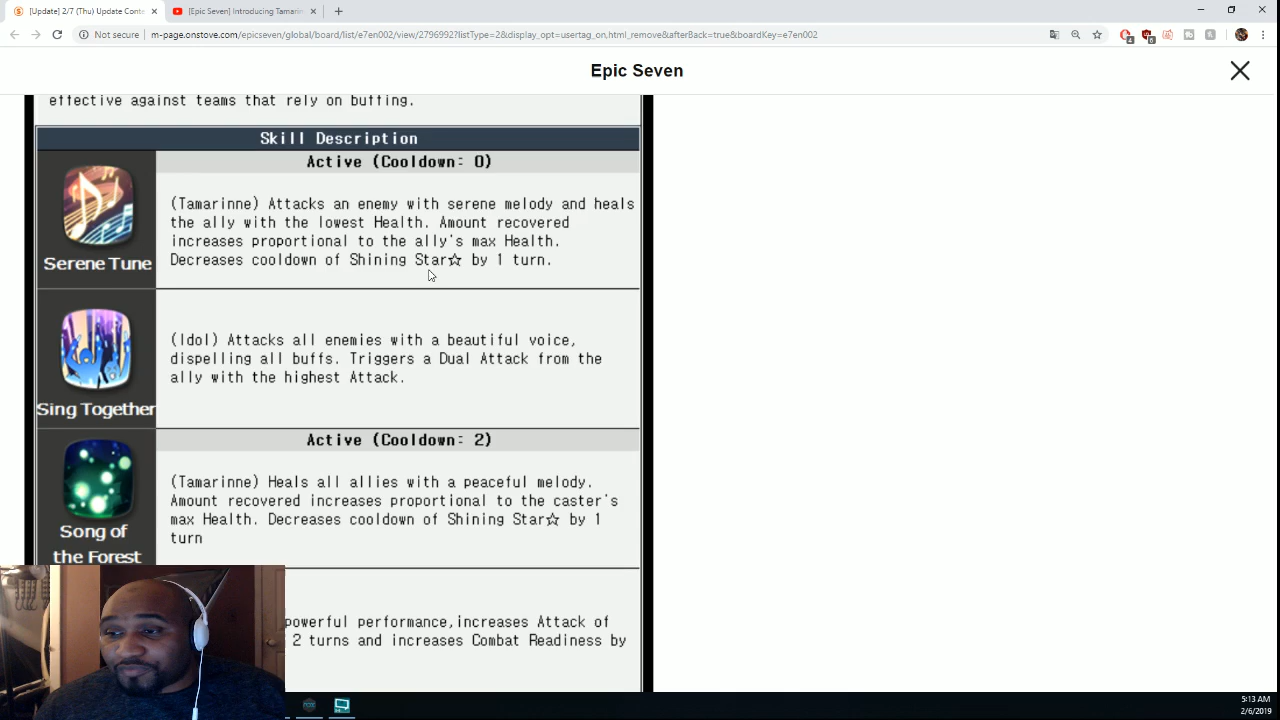 [Update] 2/7 (Thu) Update Conte
[Epic Seven] Introducing Tamarin
Not secure
m-page.onstove.com/epicseven/global/board/list/e7en002/view/2796992?listType=2&display_opt=usertag_on,html_remove&afterBack=true&boardKey=e7en002
Epic Seven
effective against teams that rely on buffing.
Skill Description
Active (Cooldown: 0)
(Tamarinne) Attacks an enemy with serene melody and heals
the ally with the lowest Health. Amount recovered
increases proportional to the ally's max Health.
Decreases cooldown of Shining Star☆ by 1 turn.
Serene Tune
(Idol) Attacks all enemies with a beautiful voice,
dispelling all buffs. Triggers a Dual Attack from the
ally with the highest Attack.
Sing Together
Active (Cooldown: 2)
(Tamarinne) Heals all allies with a peaceful melody.
Amount recovered increases proportional to the caster's
max Health. Decreases cooldown of Shining Star☆ by 1
turn
Song of
the Forest
powerful performance,increases Attack of
2 turns and increases Combat Readiness by
5:13 AM
2/6/2019